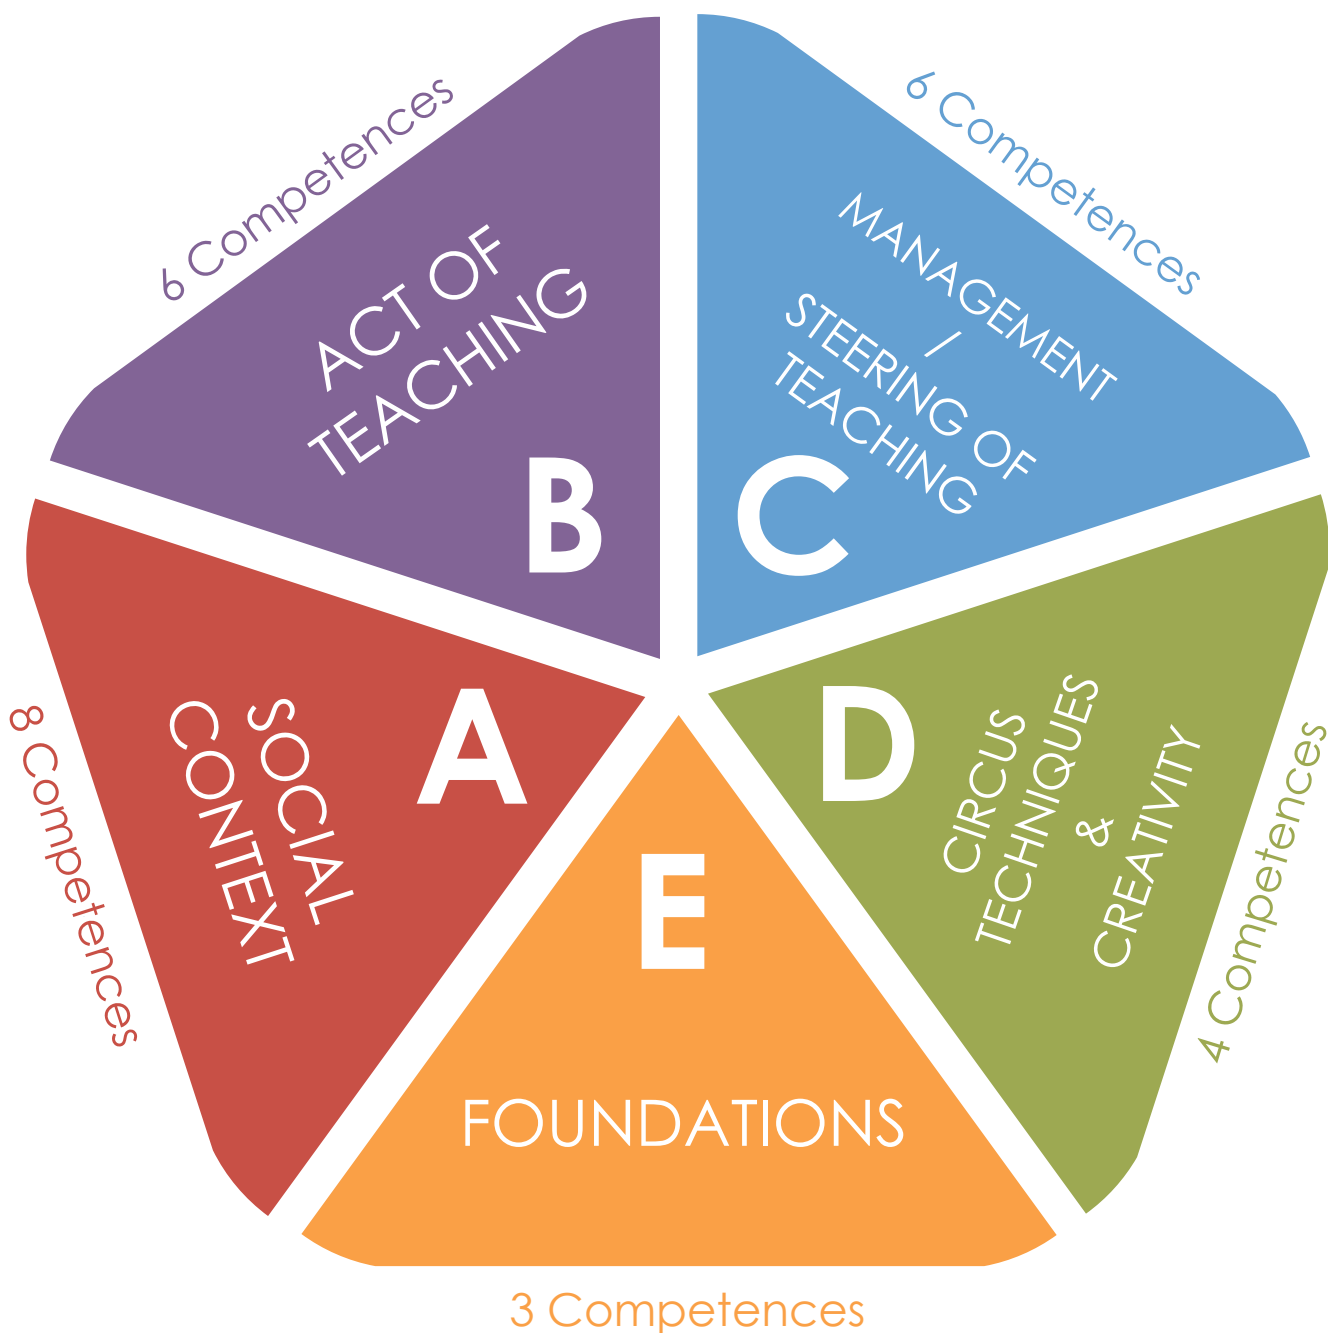 6 Competences
ACT OF
TEACHING
B
6 Competences
MANAGEMENT
/
STEERING OF
TEACHING
C
8 Competences
SOCIAL
CONTEXT
A
D
CIRCUS
TECHNIQUES
&
CREATIVITY
4 Competences
E
FOUNDATIONS
3 Competences